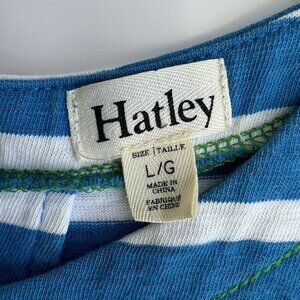 Hatley
SIZE | TAILLE
L/G
MADE IN
CHINA
FABRIQUÉ
EN CHINE